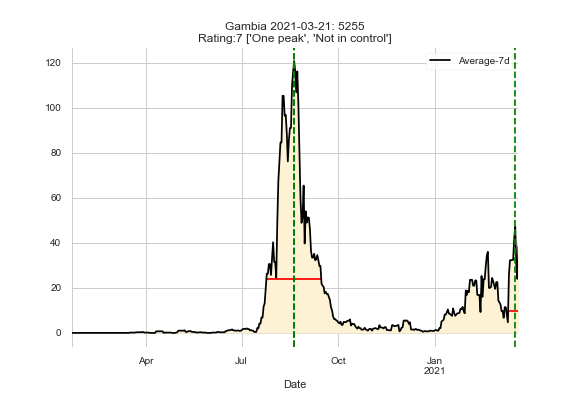 Gambia 2021-03-21: 5255
Rating:7 ['One peak', 'Not in control']
Average-7d
120
100
80
60
40
20
0
Apr
Jul
Oct
Jan
2021
Date